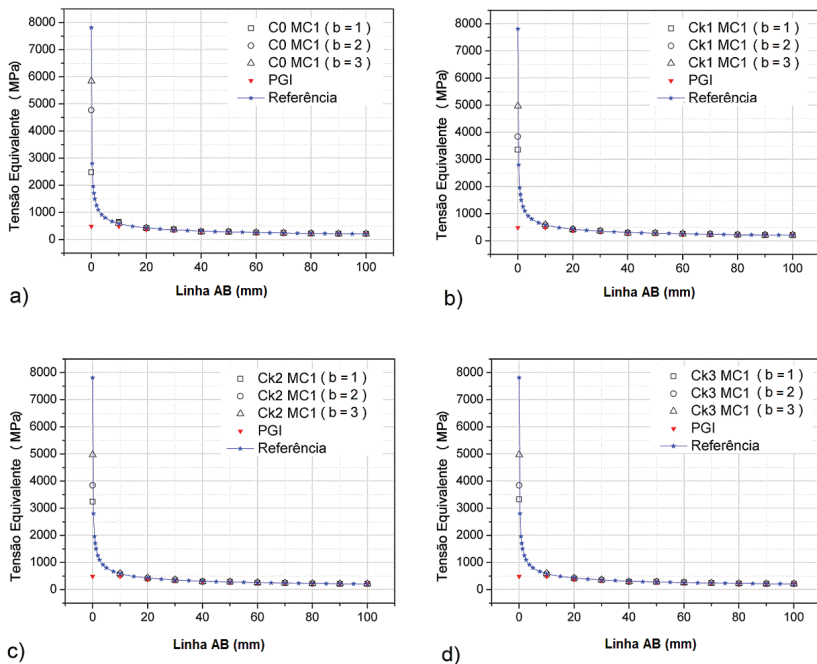 8000
7000
6000
5000
4000
3000
2000
1000
0
Tensão Equivalente ( MPa)
C0 MC1 ( b = 1 )
C0 MC1 ( b = 2 )
C0 MC1 ( b = 3 )
PGI
Referência
0 20 40 60 80 100
Linha AB (mm)
a)
8000
7000
6000
5000
4000
3000
2000
1000
0
Tensão Equivalente ( MPa)
Ck1 MC1 ( b = 1 )
Ck1 MC1 ( b = 2 )
Ck1 MC1 ( b = 3 )
PGI
Referência
0 20 40 60 80 100
Linha AB (mm)
b)
8000
7000
6000
5000
4000
3000
2000
1000
0
Tensão Equivalente ( MPa)
Ck2 MC1 ( b = 1 )
Ck2 MC1 ( b = 2 )
Ck2 MC1 ( b = 3 )
PGI
Referência
0 20 40 60 80 100
Linha AB (mm)
c)
8000
7000
6000
5000
4000
3000
2000
1000
0
Tensão Equivalente ( MPa)
Ck3 MC1 ( b = 1 )
Ck3 MC1 ( b = 2 )
Ck3 MC1 ( b = 3 )
PGI
Referência
0 20 40 60 80 100
Linha AB (mm)
d)